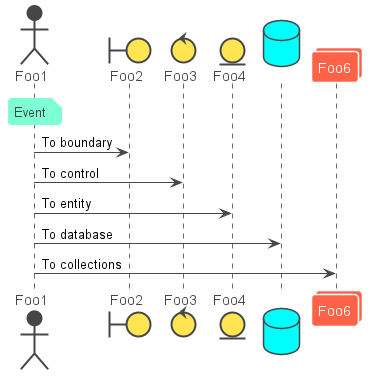 Foo1 Foo2 Foo3 Foo4 Foo6
Event
To boundary
To control
To entity
To database
To collections
Foo1 Foo2 Foo3 Foo4 Foo6